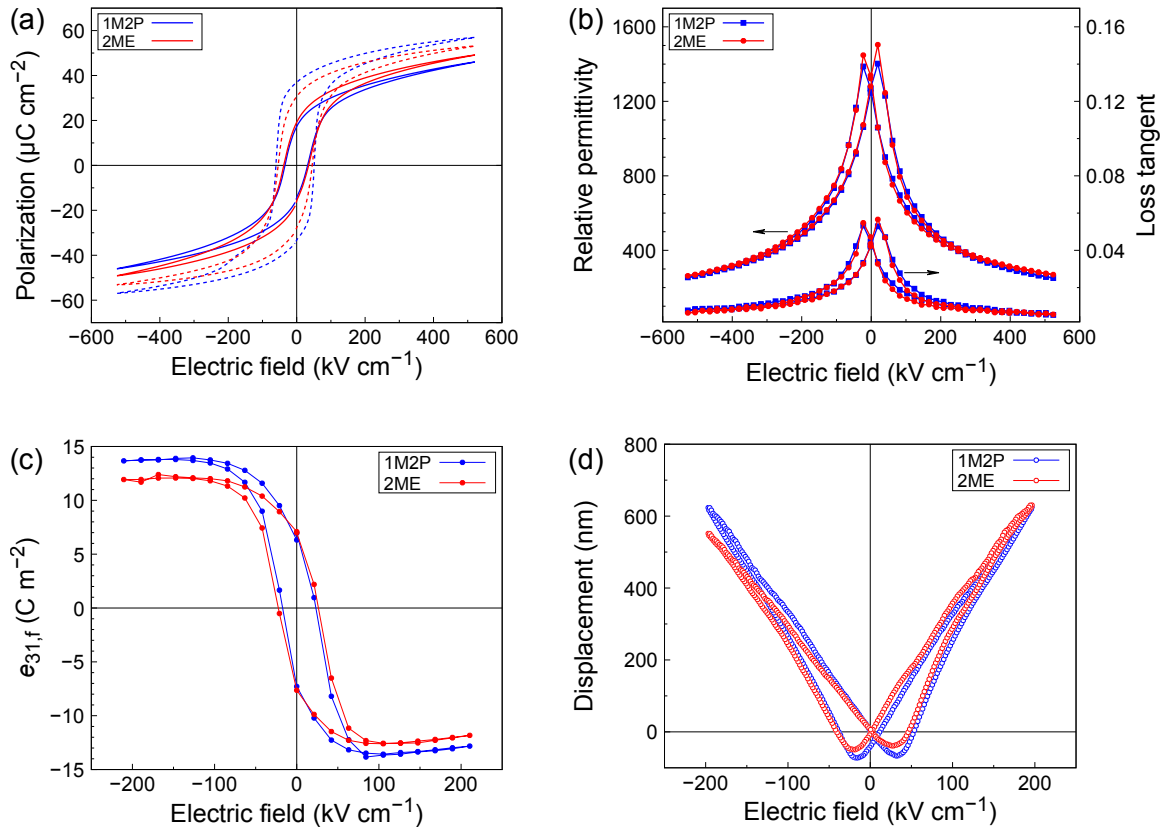 (a)
1M2P
2ME
60
40
20
0
−20
−40
−60
−600 −400 −200 0 200 400 600
Polarization (μC cm−2)
Electric field (kV cm−1)
(b)
1M2P
2ME
1600
1300
1000
700
400
0.16
0.12
0.08
0.04
−600 −400 −200 0 200 400 600
Relative permittivity
Loss tangent
Electric field (kV cm−1)
(c)
1M2P
2ME
15
10
5
0
−5
−10
−15
−200 −100 0 100 200
e31,f (C m−2)
Electric field (kV cm−1)
(d)
1M2P
2ME
800
600
400
200
0
−200 −100 0 100 200
Displacement (nm)
Electric field (kV cm−1)